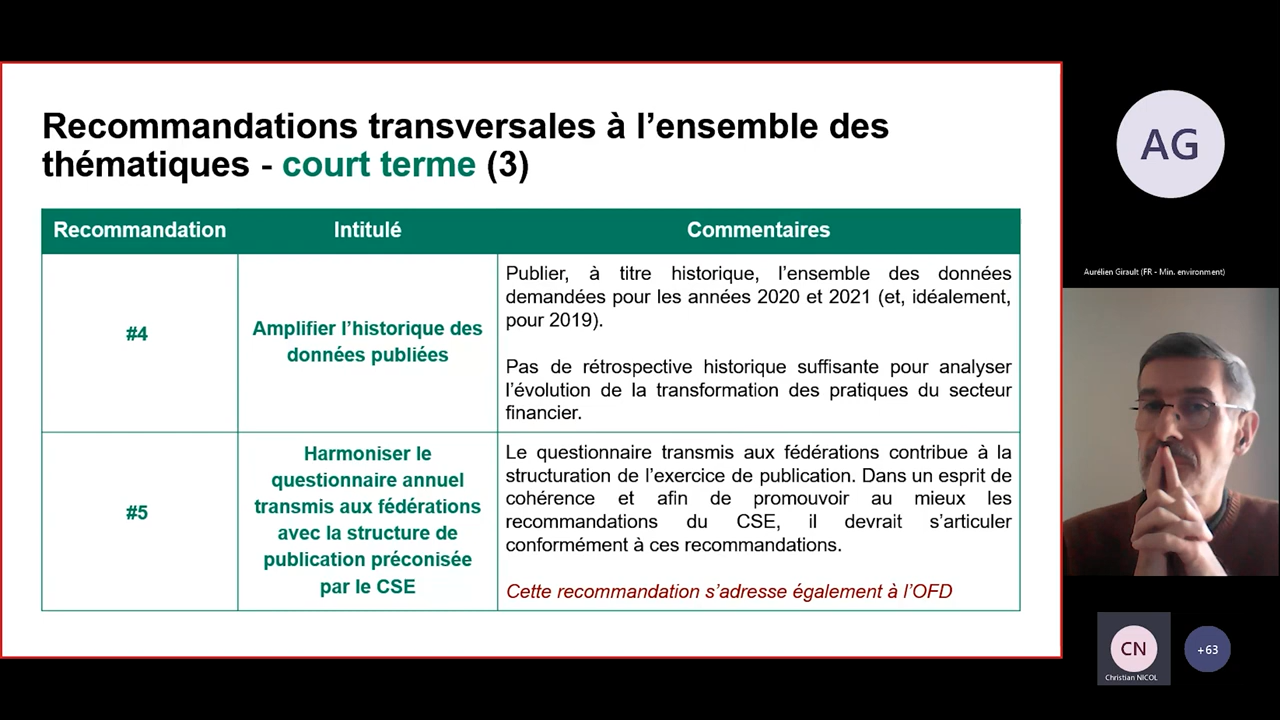 Recommandations transversales à l’ensemble des
thématiques - court terme (3)
Recommandation
Intitulé
Commentaires
#4
Amplifier l’historique des
données publiées
Publier, à titre historique, l’ensemble des données
demandées pour les années 2020 et 2021 (et, idéalement,
pour 2019).
Pas de rétrospective historique suffisante pour analyser
l’évolution de la transformation des pratiques du secteur
financier.
#5
Harmoniser le
questionnaire annuel
transmis aux fédérations
avec la structure de
publication préconisée
par le CSE
Le questionnaire transmis aux fédérations contribue à la
structuration de l’exercice de publication. Dans un esprit de
cohérence et afin de promouvoir au mieux les
recommandations du CSE, il devrait s’articuler
conformément à ces recommandations.
Cette recommandation s’adresse également à l’OFD
AG
Aurélien Girault (FR - Min. environment)
CN
Christian NICOL
+63